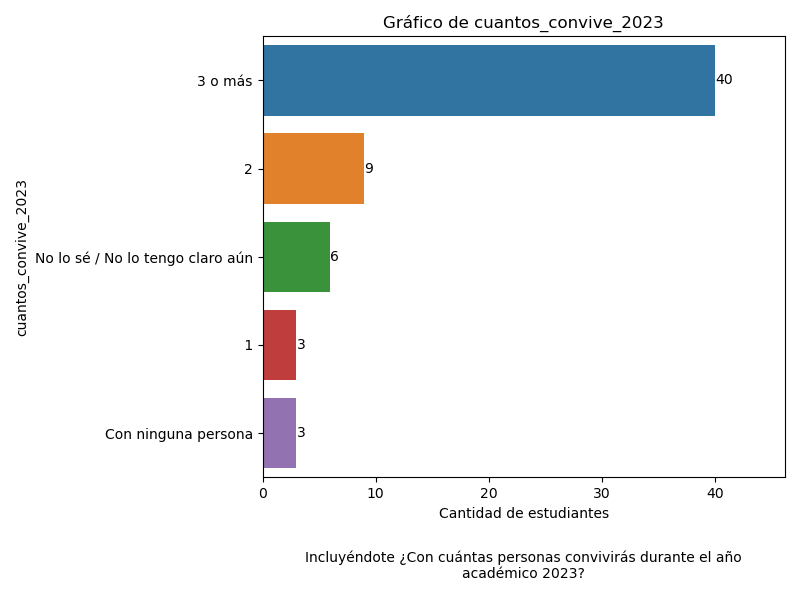 Gráfico de cuantos_convive_2023
cuantos_convive_2023
3 o más
40
2
9
No lo sé / No lo tengo claro aún
6
1
3
Con ninguna persona
3
0
10
20
30
40
Cantidad de estudiantes
Incluyéndote ¿Con cuántas personas convivirás durante el año
académico 2023?